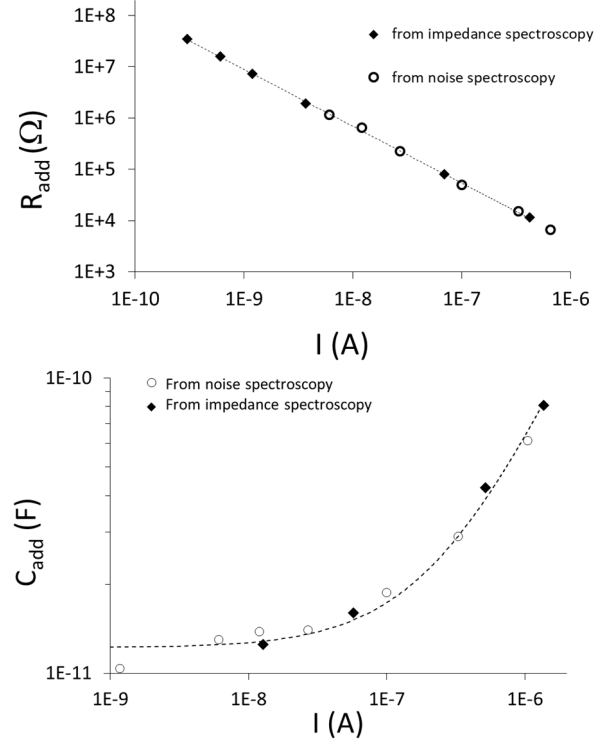 1E+8
from impedance spectroscopy
1E+7
from noise spectroscopy
1E+6
R_add (Ω)
1E+5
1E+4
1E+3
1E-10 1E-9 1E-8 1E-7 1E-6
I (A)
1E-10
From noise spectroscopy
From impedance spectroscopy
C_add (F)
1E-11
1E-9 1E-8 1E-7 1E-6
I (A)